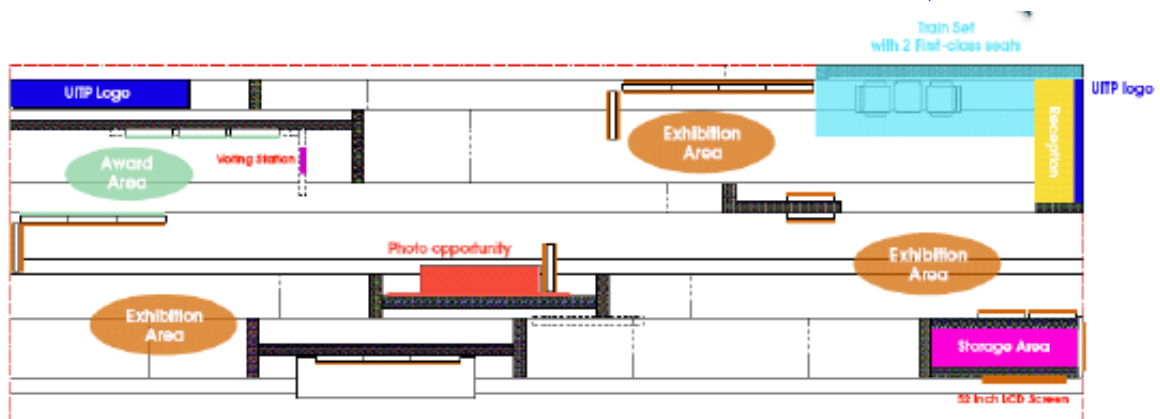 Train Set
with 2 First-class seats
UITP Logo
UITP logo
Reception
Exhibition
Area
Voting Station
Award
Area
Photo opportunity
Exhibition
Area
Exhibition
Area
Storage Area
52 Inch LCD Screen